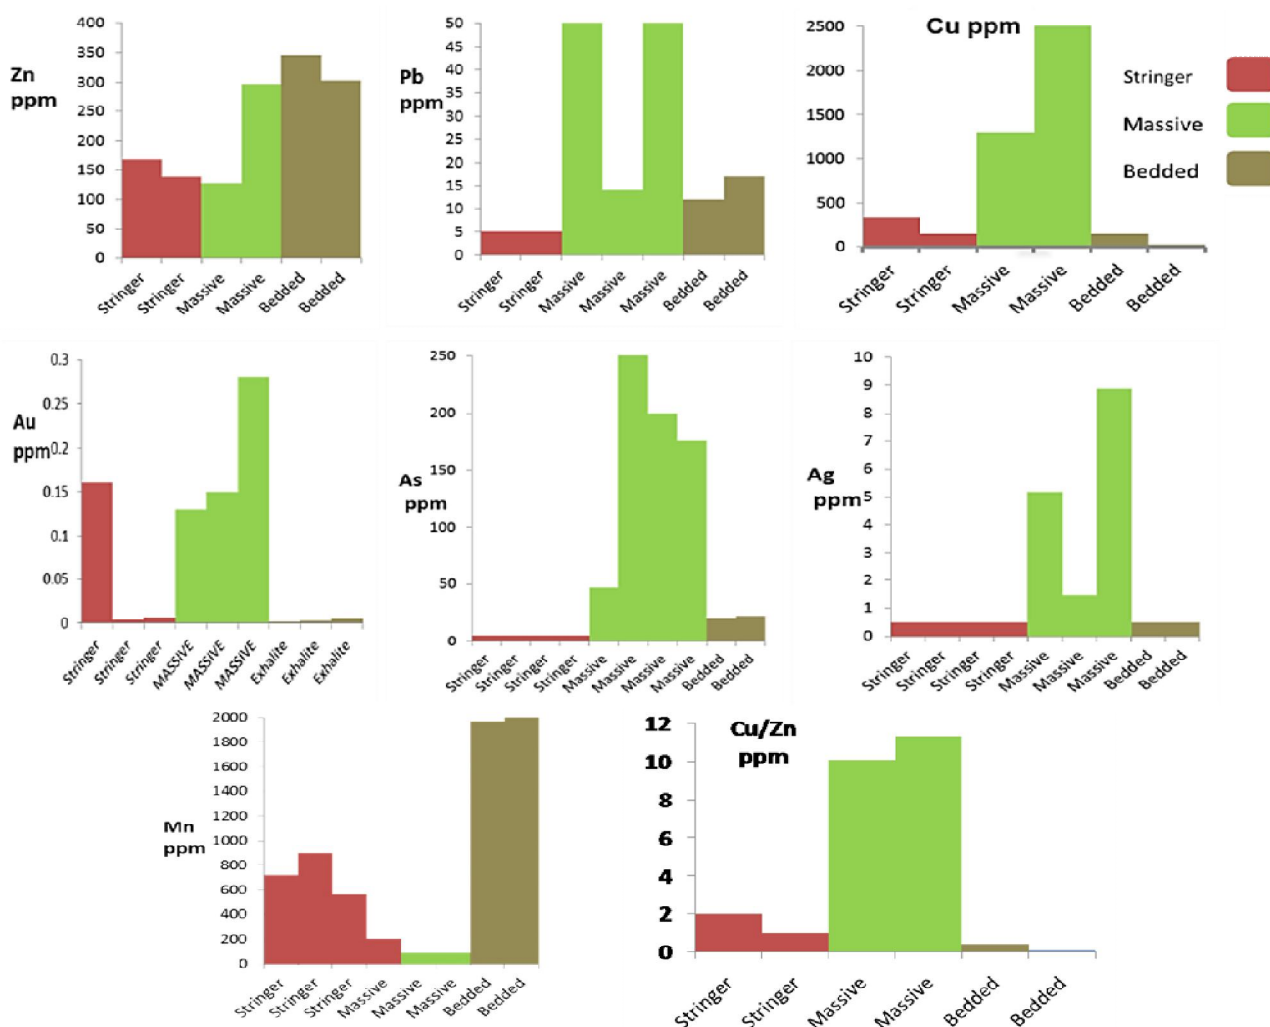 Zn
ppm
400
350
300
250
200
150
100
50
0
Stringer
Stringer
Massive
Massive
Bedded
Bedded
Pb
ppm
50
45
40
35
30
25
20
15
10
5
0
Stringer
Stringer
Massive
Massive
Massive
Bedded
Bedded
Cu ppm
2500
2000
1500
1000
500
0
Stringer
Stringer
Massive
Massive
Bedded
Bedded
Stringer
Massive
Bedded
Au
ppm
0.3
0.25
0.2
0.15
0.1
0.05
0
Stringer
Stringer
Stringer
MASSIVE
MASSIVE
MASSIVE
Exhalite
Exhalite
Exhalite
As
ppm
250
200
150
100
50
0
Stringer
Stringer
Stringer
Stringer
Massive
Massive
Massive
Massive
Bedded
Bedded
Ag
ppm
10
9
8
7
6
5
4
3
2
1
0
Stringer
Stringer
Stringer
Stringer
Massive
Massive
Massive
Bedded
Bedded
Mn
ppm
2000
1800
1600
1400
1200
1000
800
600
400
200
0
Stringer
Stringer
Stringer
Massive
Massive
Massive
Bedded
Bedded
Cu/Zn
ppm
12
10
8
6
4
2
0
Stringer
Stringer
Massive
Massive
Bedded
Bedded